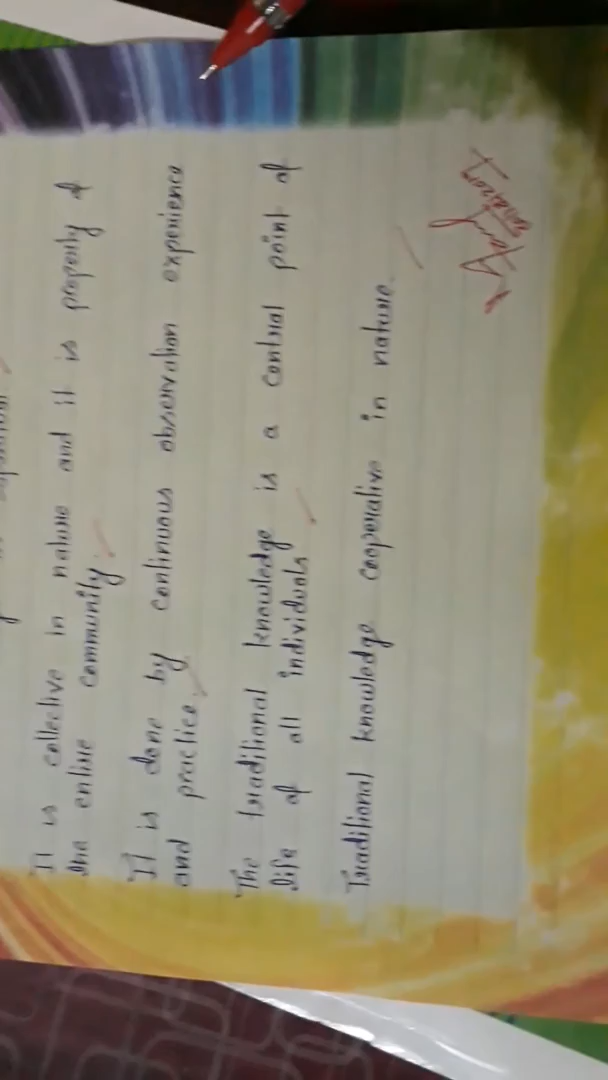 It is collective in nature and it is property of
the entire community.
It is done by continuous observation experience
and practice.
The traditional knowledge is a central point of
life of all individuals
Traditional knowledge cooperative in nature.